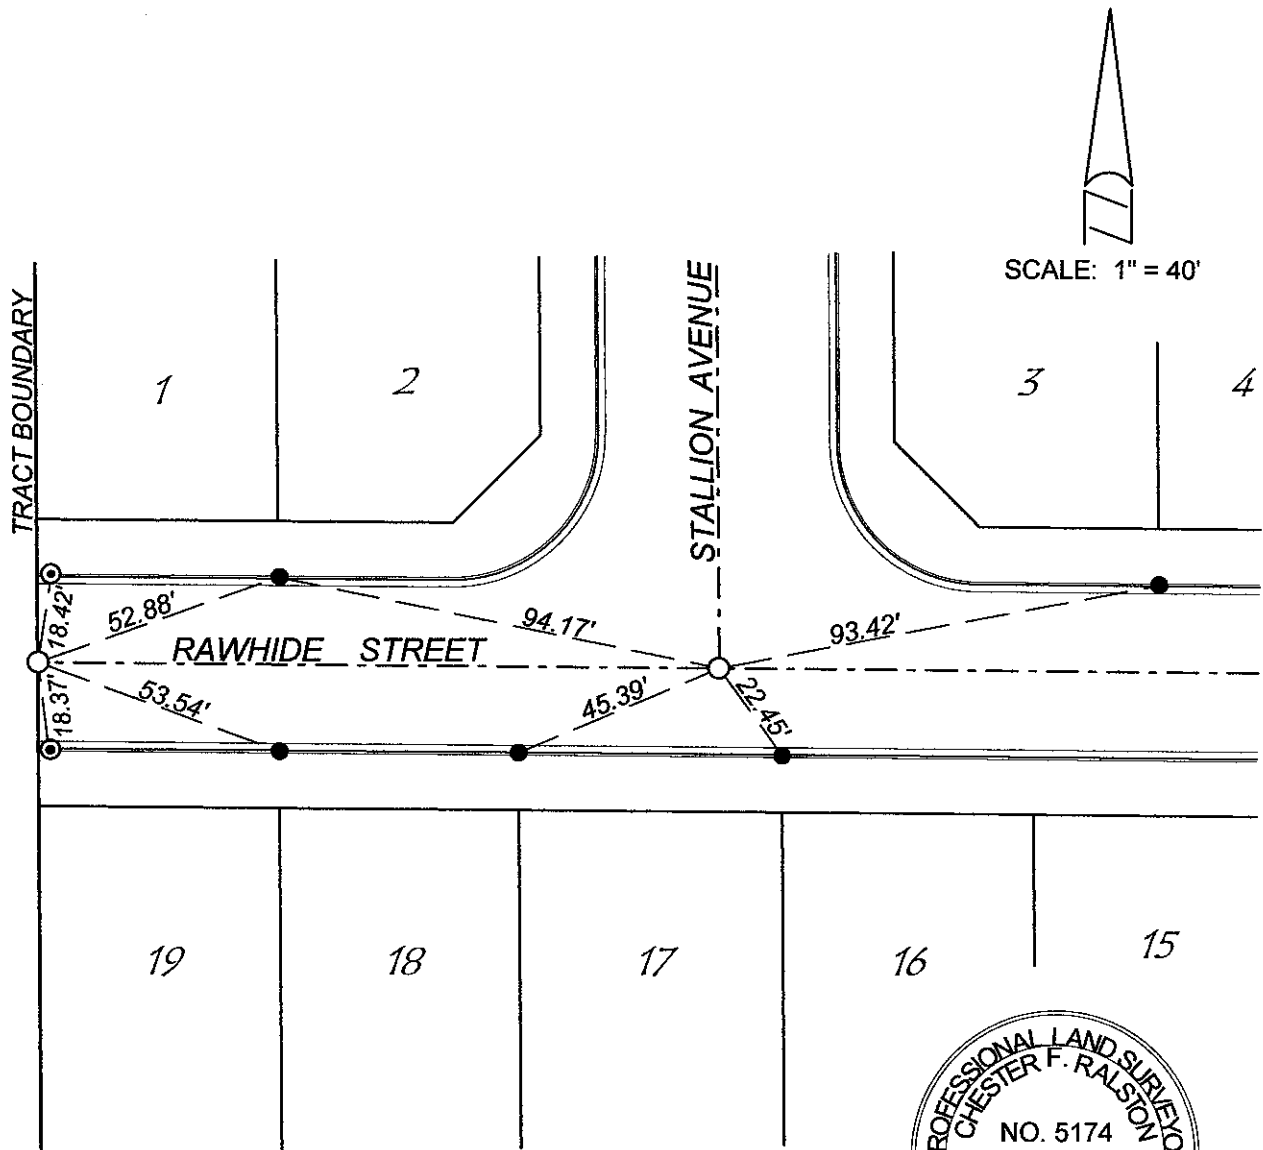 SCALE: 1" = 40'
TRACT BOUNDARY
STALLION AVENUE
1
2
3
4
52.88'
94.17'
93.42'
18.42'
RAWHIDE STREET
18.37'
53.54'
45.39'
22.45'
19
18
17
16
15
ROFESSIONAL LAND SURVEYO
CHESTER F. RALSTON
NO. 5174